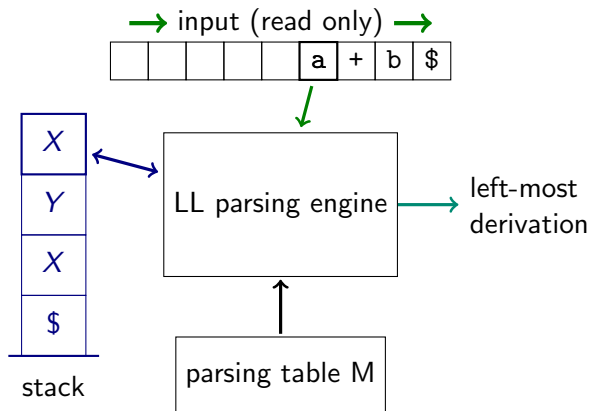 input (read only)
a + b $
X
Y
X
$
stack
LL parsing engine
left-most
derivation
parsing table M